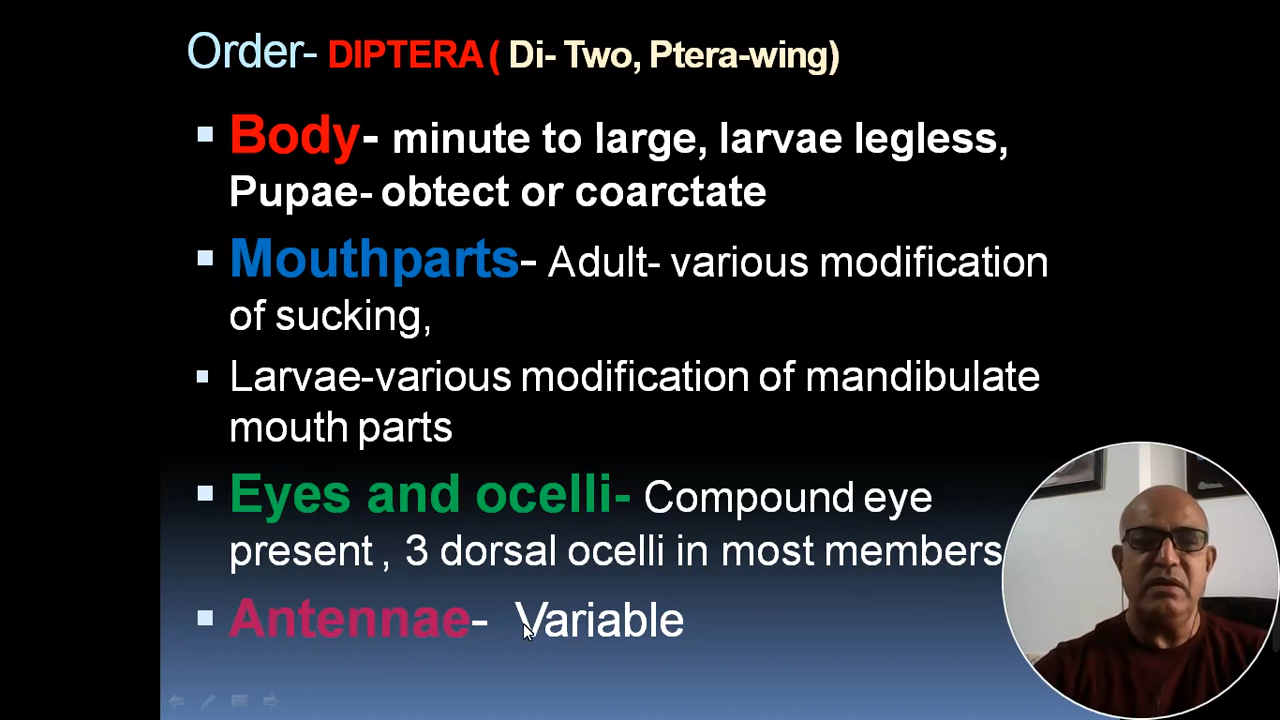 Order- DIPTERA ( Di- Two, Ptera-wing)
Body- minute to large, larvae legless,
Pupae- obtect or coarctate
Mouthparts- Adult- various modification
of sucking,
Larvae-various modification of mandibulate
mouth parts
Eyes and ocelli- Compound eye
present , 3 dorsal ocelli in most members
Antennae- Variable